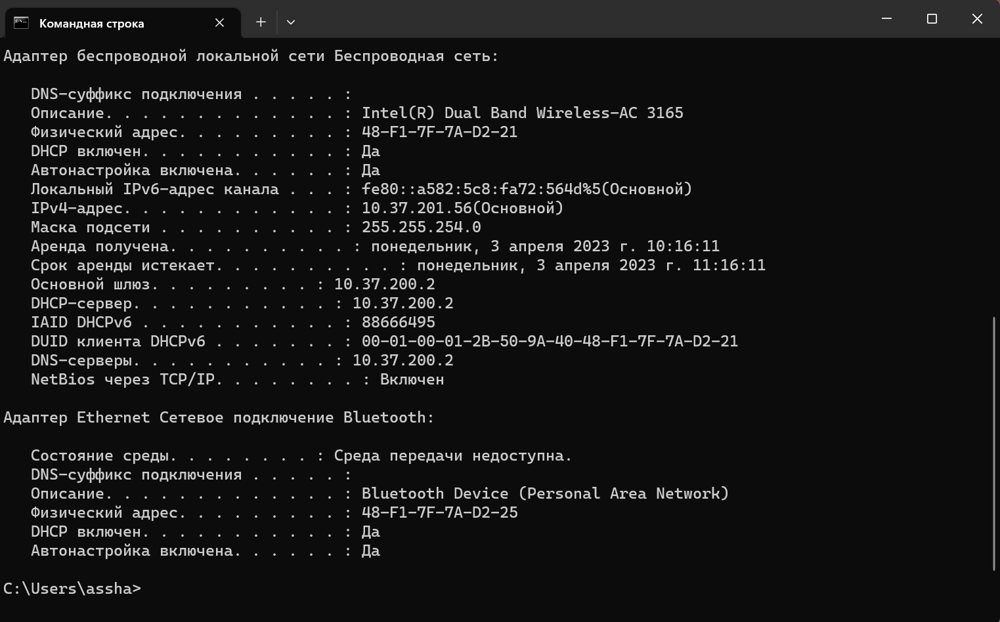 Командная строка
Адаптер беспроводной локальной сети Беспроводная сеть:
DNS-суффикс подключения . . . . . :
Описание. . . . . . . . . . . . . : Intel(R) Dual Band Wireless-AC 3165
Физический адрес. . . . . . . . . : 48-F1-7F-7A-D2-21
DHCP включен. . . . . . . . . . . : Да
Автонастройка включена. . . . . . : Да
Локальный IPv6-адрес канала . . . : fe80::a582:5c8:fa72:564d%5(Основной)
IPv4-адрес. . . . . . . . . . . . : 10.37.201.56(Основной)
Маска подсети . . . . . . . . . . : 255.255.254.0
Аренда получена. . . . . . . . . . : понедельник, 3 апреля 2023 г. 10:16:11
Срок аренды истекает. . . . . . . . . . : понедельник, 3 апреля 2023 г. 11:16:11
Основной шлюз. . . . . . . . . : 10.37.200.2
DHCP-сервер. . . . . . . . . . . : 10.37.200.2
IAID DHCPv6 . . . . . . . . . . . : 88666495
DUID клиента DHCPv6 . . . . . . . : 00-01-00-01-2B-50-9A-40-48-F1-7F-7A-D2-21
DNS-серверы. . . . . . . . . . . : 10.37.200.2
NetBios через TCP/IP. . . . . . . . : Включен
Адаптер Ethernet Сетевое подключение Bluetooth:
Состояние среды. . . . . . . . : Среда передачи недоступна.
DNS-суффикс подключения . . . . . :
Описание. . . . . . . . . . . . . : Bluetooth Device (Personal Area Network)
Физический адрес. . . . . . . . . : 48-F1-7F-7A-D2-25
DHCP включен. . . . . . . . . . . : Да
Автонастройка включена. . . . . . : Да
C:\Users\assha>